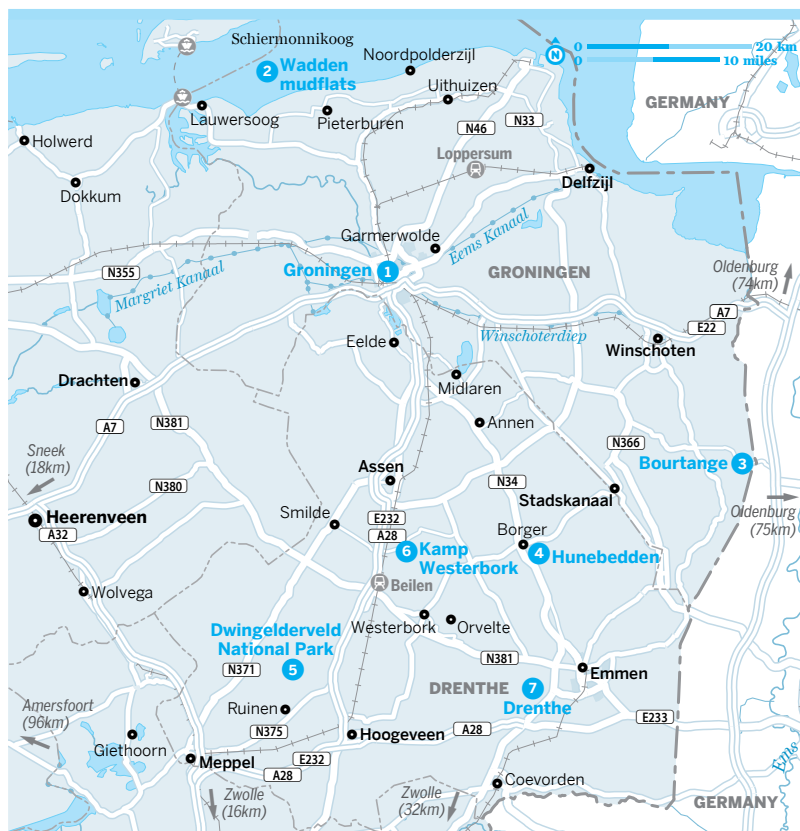 Schiermonnikoog
Noordpolderzijl
N
0
20 km
0
10 miles
2
Wadden
mudflats
Uithuizen
GERMANY
Lauwersoog
Pieterburen
N46
N33
Holwerd
Loppersum
Delfzijl
Dokkum
Garmerwolde
Eems Kanaal
N355
Groningen
1
GRONINGEN
Oldenburg
(74km)
Margriet Kanaal
A7
E22
Eelde
Winschoterdiep
Winschoten
Drachten
Midlaren
A7
N381
Annen
N366
Sneek
(18km)
Bourtange
3
Assen
N34
N380
Stadskanaal
Oldenburg
(75km)
Heerenveen
Smilde
E232
A32
A28
Borger
6
Kamp
Westerbork
4
Hunebedden
Beilen
Wolvega
Westerbork
Orvelte
Dwingelderveld
National Park
N381
N371
5
Emmen
DRENTHE
7
Drenthe
Amersfoort
(96km)
Ruinen
N375
A28
E233
Giethoorn
Hoogeveen
Meppel
E232
A28
Coevorden
Ems
Zwolle
(16km)
Zwolle
(32km)
GERMANY